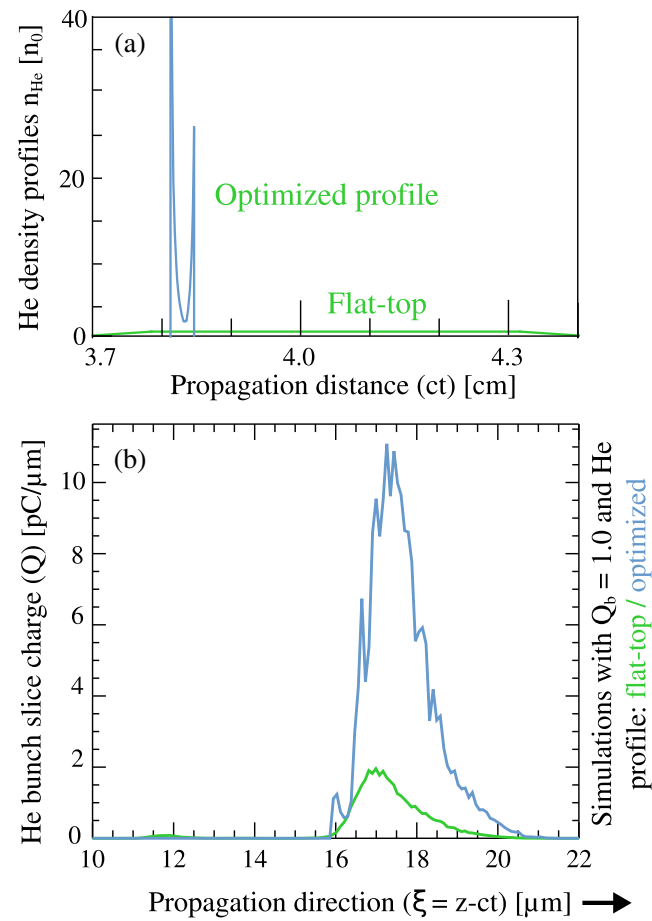 40
(a)
He density profiles n_He [n_0]
20
Optimized profile
Flat-top
0
3.7
4.0
4.3
Propagation distance (ct) [cm]
(b)
He bunch slice charge (Q) [pC/μm]
10
8
6
4
2
0
10
12
14
16
18
20
22
Propagation direction (ξ = z-ct) [μm]
Simulations with Q_b = 1.0 and He
profile: flat-top / optimized